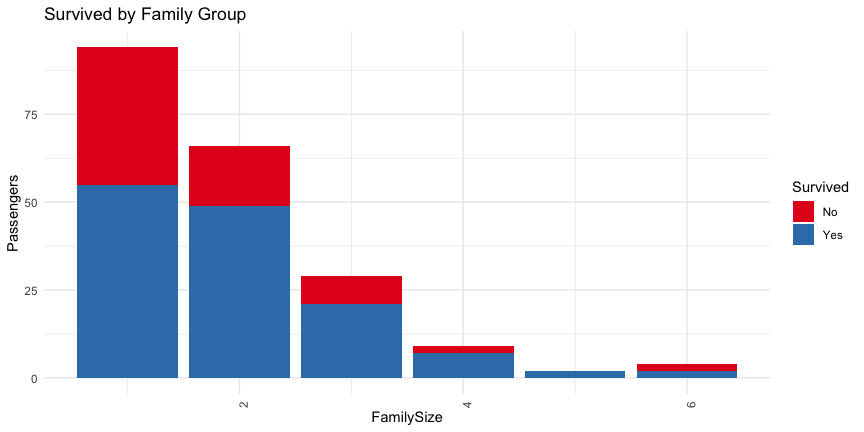 Survived by Family Group
Passengers
75
50
25
0
2
4
6
FamilySize
Survived
No
Yes